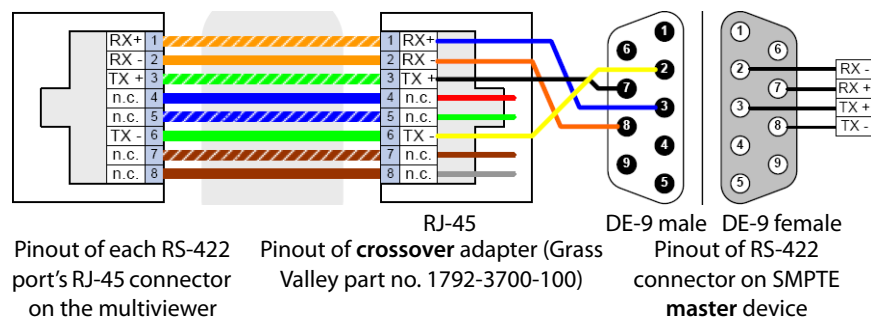 RX+ 1
RX - 2
TX + 3
n.c. 4
n.c. 5
TX - 6
n.c. 7
n.c. 8
1 RX+
2 RX -
3 TX +
4 n.c.
5 n.c.
6 TX -
7 n.c.
8 n.c.
1
6
2
7
3
8
4
9
5
1
6
2
7
3
8
4
9
5
RX -
RX +
TX +
TX -
RJ-45
DE-9 male
DE-9 female
Pinout of each RS-422
port's RJ-45 connector
on the multiviewer
Pinout of crossover adapter (Grass
Valley part no. 1792-3700-100)
Pinout of RS-422
connector on SMPTE
master device